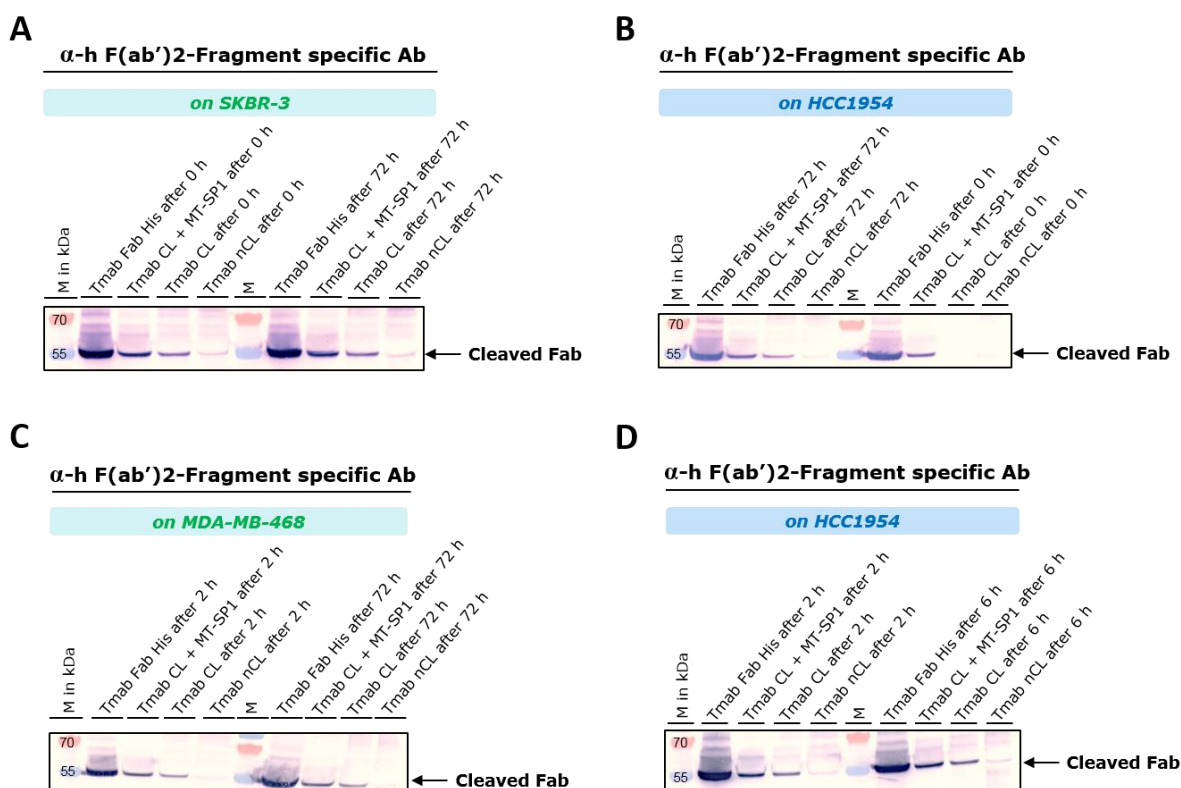 A
α-h F(ab’)2-Fragment specific Ab
on SKBR-3
M in kDa
Tmab Fab His after 0 h
Tmab CL + MT-SP1 after 0 h
Tmab CL after 0 h
Tmab nCL after 0 h
M
Tmab Fab His after 72 h
Tmab CL + MT-SP1 after 72 h
Tmab CL after 72 h
Tmab nCL after 72 h
70
55
Cleaved Fab
B
α-h F(ab’)2-Fragment specific Ab
on HCC1954
M in kDa
Tmab Fab His after 72 h
Tmab CL + MT-SP1 after 72 h
Tmab CL after 72 h
Tmab nCL after 72 h
M
Tmab Fab His after 0 h
Tmab CL + MT-SP1 after 0 h
Tmab CL after 0 h
Tmab nCL after 0 h
70
55
Cleaved Fab
C
α-h F(ab’)2-Fragment specific Ab
on MDA-MB-468
M in kDa
Tmab Fab His after 2 h
Tmab CL + MT-SP1 after 2 h
Tmab CL after 2 h
Tmab nCL after 2 h
M
Tmab Fab His after 72 h
Tmab CL + MT-SP1 after 72 h
Tmab CL after 72 h
Tmab nCL after 72 h
70
55
Cleaved Fab
D
α-h F(ab’)2-Fragment specific Ab
on HCC1954
M in kDa
Tmab Fab His after 2 h
Tmab CL + MT-SP1 after 2 h
Tmab CL after 2 h
Tmab nCL after 2 h
M
Tmab Fab His after 6 h
Tmab CL + MT-SP1 after 6 h
Tmab CL after 6 h
Tmab nCL after 6 h
70
55
Cleaved Fab